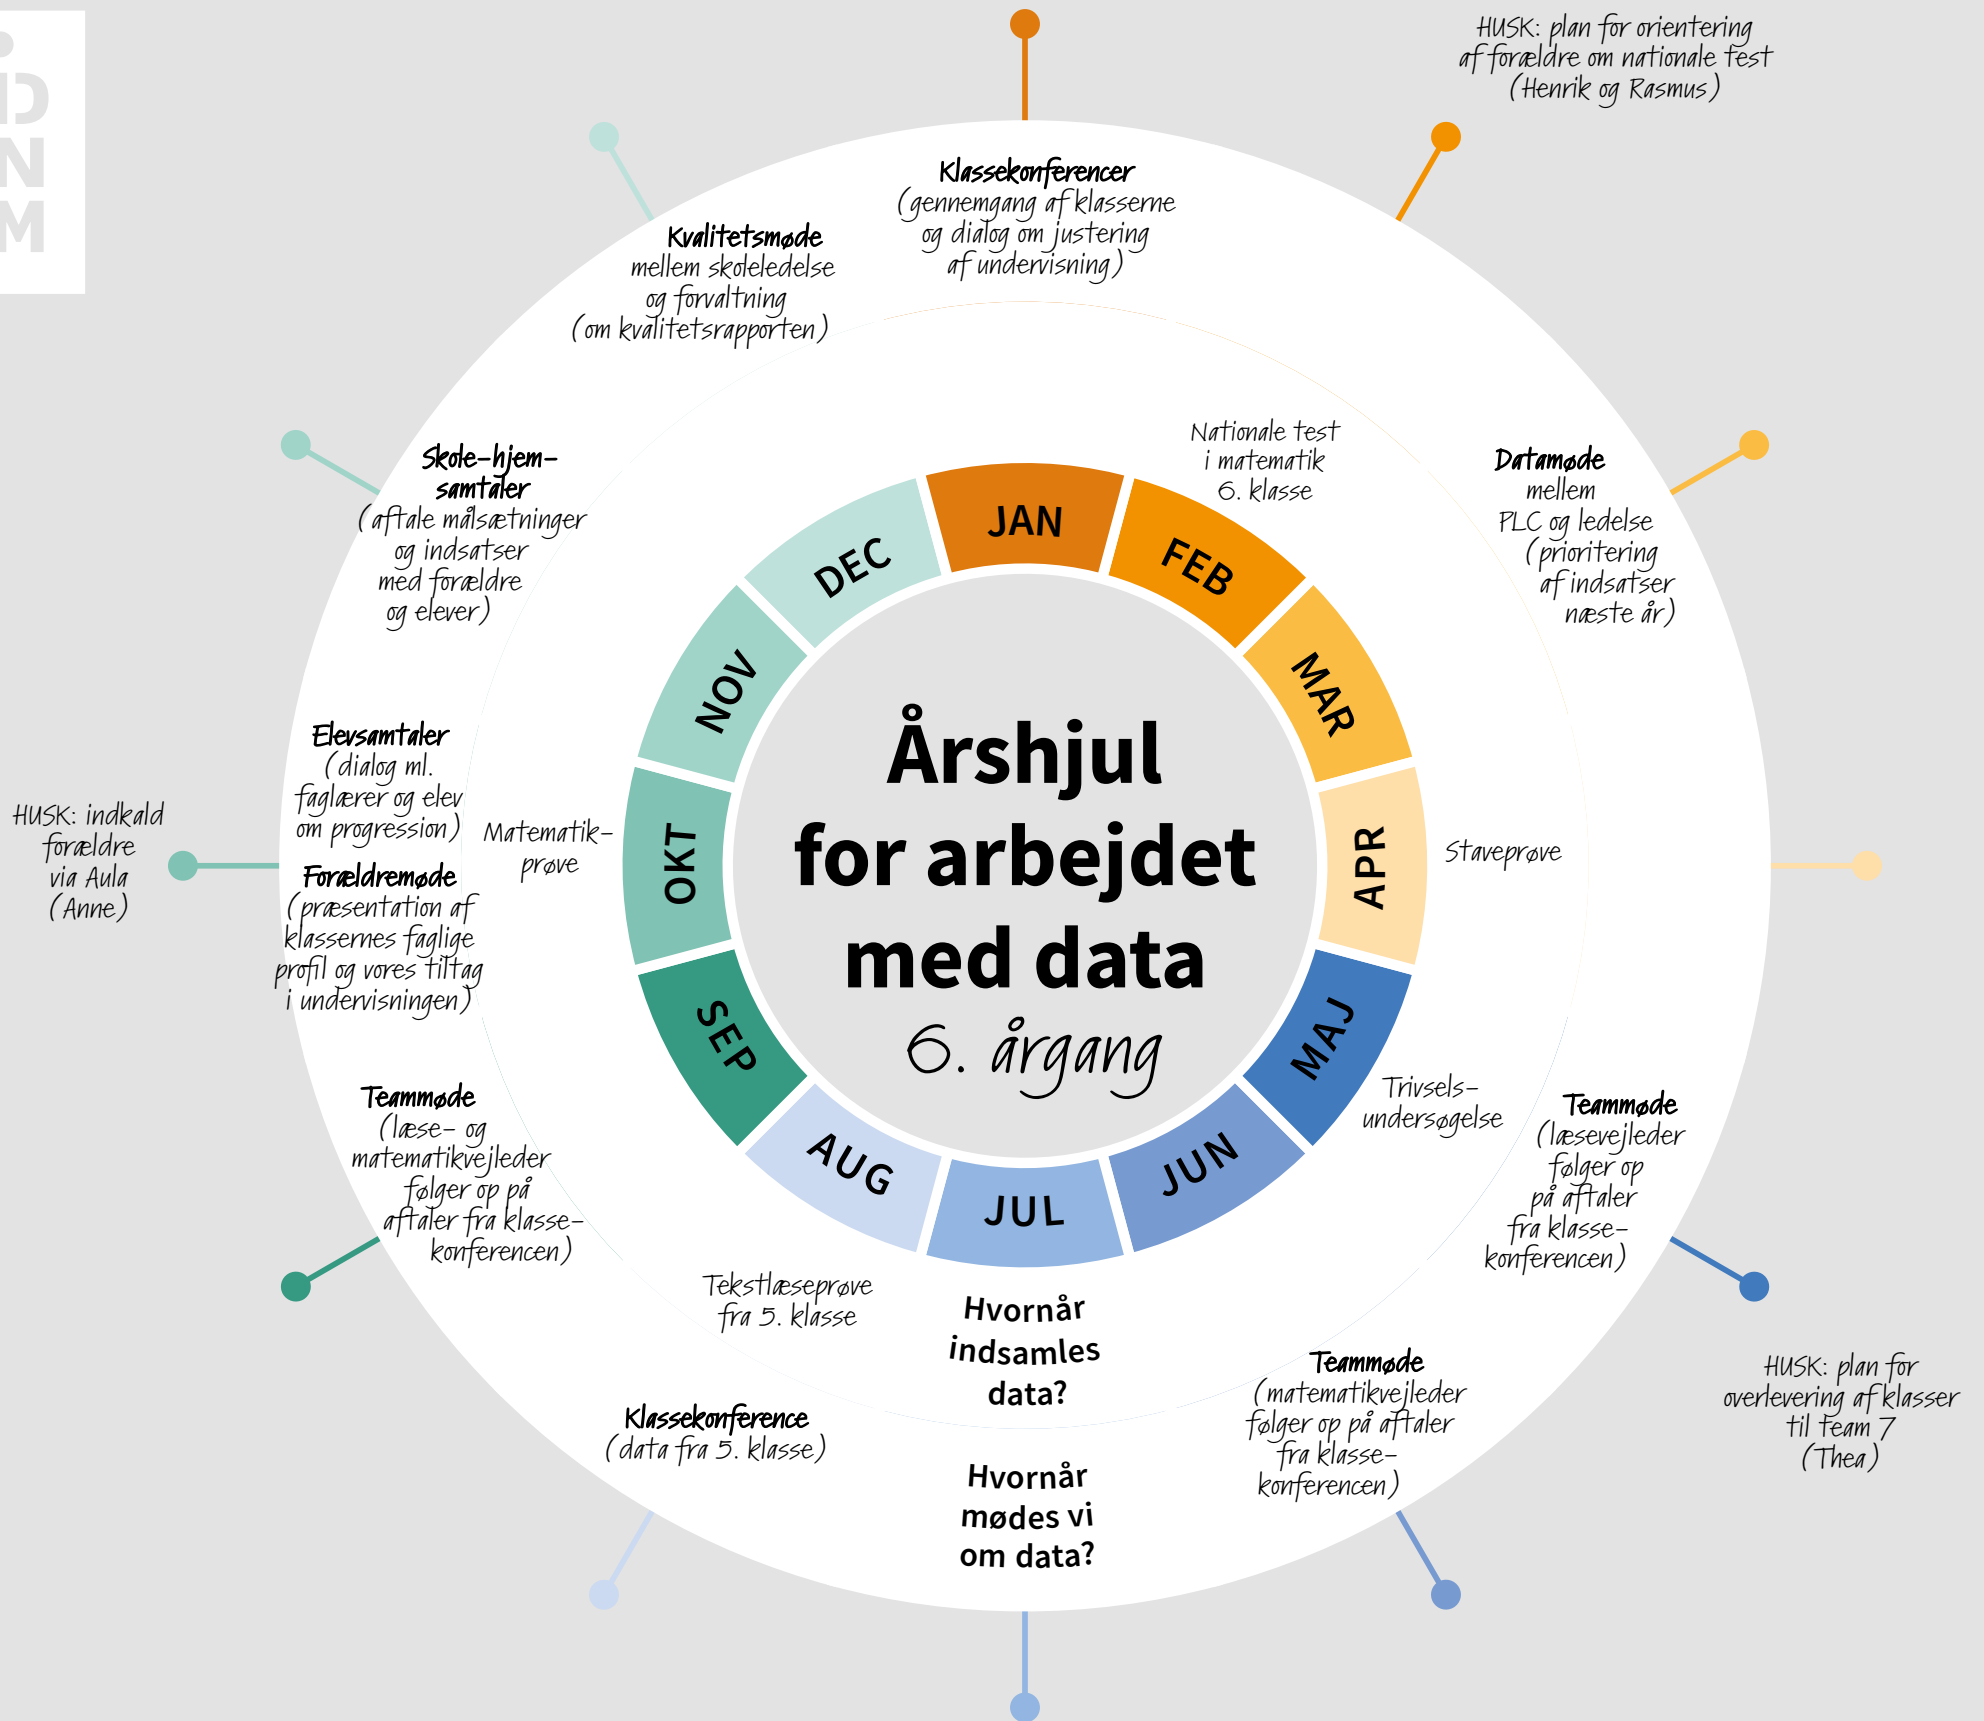 D
N
M
Årshjul
for arbejdet
med data
6. årgang
JAN
FEB
MAR
APR
MAJ
JUN
JUL
AUG
SEP
OKT
NOV
DEC
Hvornår
indsamles
data?
Nationale test
i matematik
6. klasse
Staveprøve
Trivsels-
undersøgelse
Tekstlæseprøve
fra 5. klasse
Matematik-
prøve
Hvornår
mødes vi
om data?
Klassekonferencer
(gennemgang af klasserne
og dialog om justering
af undervisning)
Datamøde
mellem
PLC og ledelse
(prioritering
af indsatser
næste år)
Teammøde
(læsevejleder
følger op
på aftaler
fra klasse-
konferencen)
Teammøde
(matematikvejleder
følger op på aftaler
fra klasse-
konferencen)
Klassekonference
(data fra 5. klasse)
Teammøde
(læse- og
matematikvejleder
følger op på
aftaler fra klasse-
konferencen)
Elevsamtaler
(dialog ml.
faglærer og elev
om progression)
Forældremøde
(præsentation af
klassernes faglige
profil og vores tiltag
i undervisningen)
Skole-hjem-
samtaler
(aftale målsætninger
og indsatser
med forældre
og elever)
Kvalitetsmøde
mellem skoleledelse
og forvaltning
(om kvalitetsrapporten)
HUSK: plan for orientering
af forældre om nationale test
(Henrik og Rasmus)
HUSK: plan for
overlevering af klasser
til Team 7
(Thea)
HUSK: indkald
forældre
via Aula
(Anne)